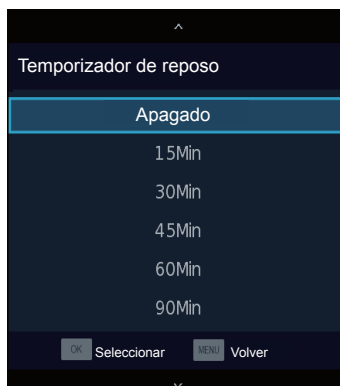 Temporizador de reposo
Apagado
15Min
30Min
45Min
60Min
90Min
OK Seleccionar MENU Volver